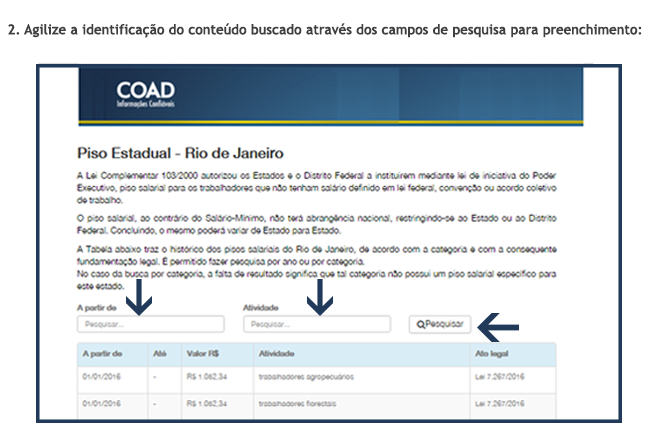 2. Agilize a identificação do conteúdo buscado através dos campos de pesquisa para preenchimento:
COAD
Informações Confiáveis
Piso Estadual - Rio de Janeiro
A Lei Complementar 103/2000 autorizou os Estados e o Distrito Federal a instituirem mediante lei de iniciativa do Poder
Executivo, piso salarial para os trabalhadores que não tenham salário definido em lei federal, convenção ou acordo coletivo
de trabalho.
O piso salarial, ao contrário do Salário-Mínimo, não terá abrangência nacional, restringindo-se ao Estado ou ao Distrito
Federal. Concluindo, o mesmo poderá variar de Estado para Estado.
A Tabela abaixo traz o histórico dos pisos salariais do Rio de Janeiro, de acordo com a categoria e com a consequente
fundamentação legal. É permitido fazer pesquisa por ano ou por categoria.
No caso da busca por categoria, a falta de resultado significa que tal categoria não possui um piso salarial específico para
este estado.
A partir de Atividade
Pesquisar... Pesquisar... Pesquisar
A partir de Até Valor R$ Atividade Ato legal
01/01/2016 - R$ 1.062,34 trabalhadores agropecuários Lei 7.267/2016
01/01/2016 - R$ 1.062,34 trabalhadores florestais Lei 7.267/2016